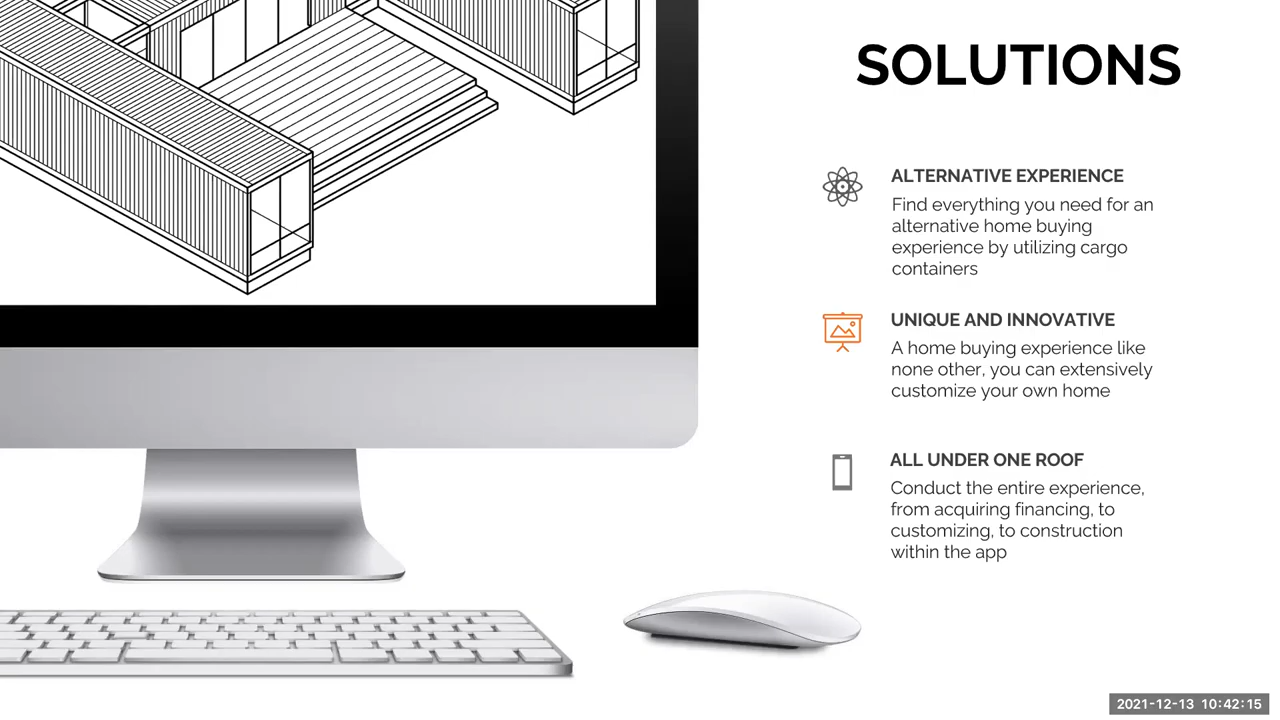 SOLUTIONS
ALTERNATIVE EXPERIENCE
Find everything you need for an
alternative home buying
experience by utilizing cargo
containers
UNIQUE AND INNOVATIVE
A home buying experience like
none other, you can extensively
customize your own home
ALL UNDER ONE ROOF
Conduct the entire experience,
from acquiring financing, to
customizing, to construction
within the app
2021-12-13 10:42:15